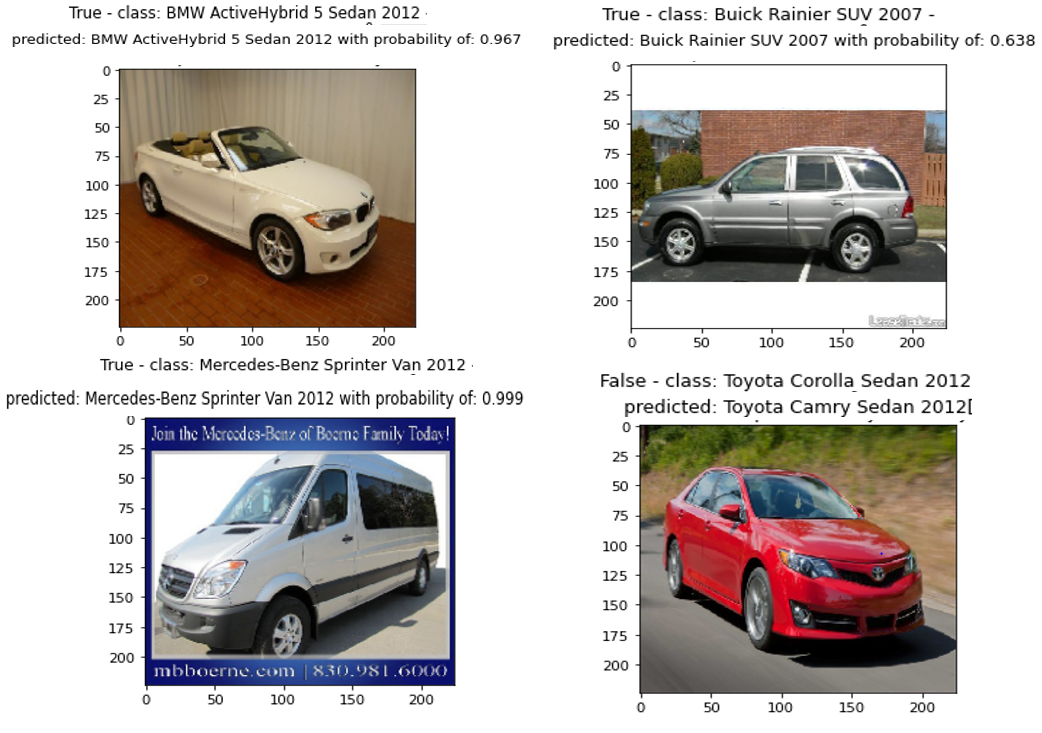 True - class: BMW ActiveHybrid 5 Sedan 2012
predicted: BMW ActiveHybrid 5 Sedan 2012 with probability of: 0.967
0
25
50
75
100
125
150
175
200
0 50 100 150 200
True - class: Buick Rainier SUV 2007 -
predicted: Buick Rainier SUV 2007 with probability of: 0.638
0
25
50
75
100
125
150
175
200
0 50 100 150 200
True - class: Mercedes-Benz Sprinter Van 2012
predicted: Mercedes-Benz Sprinter Van 2012 with probability of: 0.999
0
25
50
75
100
125
150
175
200
Join the Mercedes-Benz of Boerne Family Today!
mbboerne.com | 830.981.6000
0 50 100 150 200
False - class: Toyota Corolla Sedan 2012
predicted: Toyota Camry Sedan 2012[
0
25
50
75
100
125
150
175
200
0 50 100 150 200